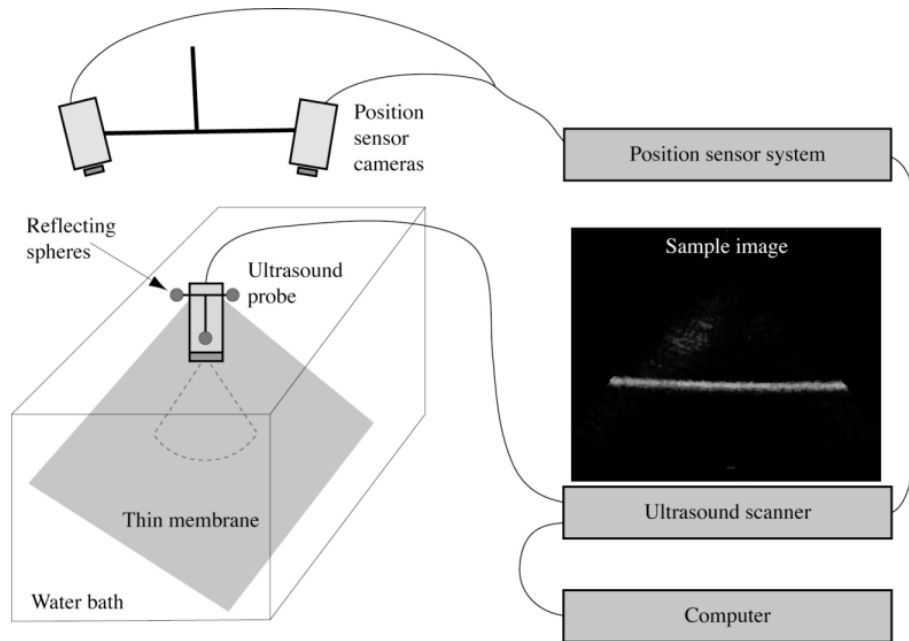 Position
sensor
cameras
Position sensor system
Reflecting
spheres
Ultrasound
probe
Sample image
Thin membrane
Ultrasound scanner
Water bath
Computer